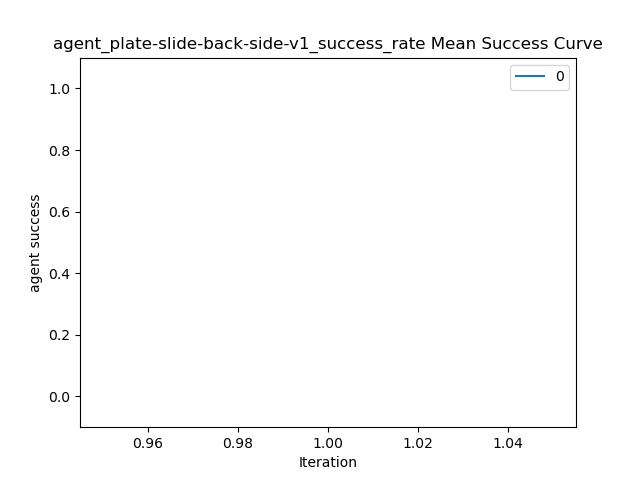 agent_plate-slide-back-side-v1_success_rate Mean Success Curve
0
1.0
0.8
0.6
0.4
0.2
0.0
agent success
0.96 0.98 1.00 1.02 1.04
Iteration